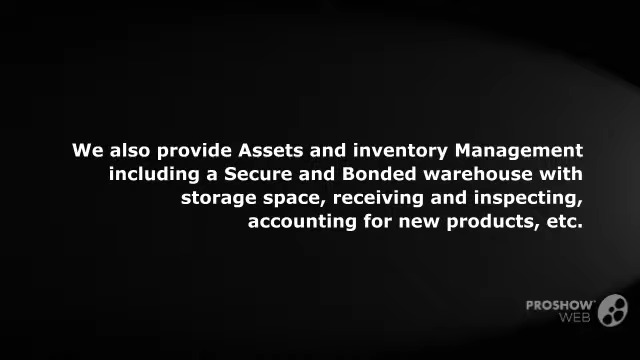 We also provide Assets and inventory Management
including a Secure and Bonded warehouse with
storage space, receiving and inspecting,
accounting for new products, etc.
PROSHOW™
WEB